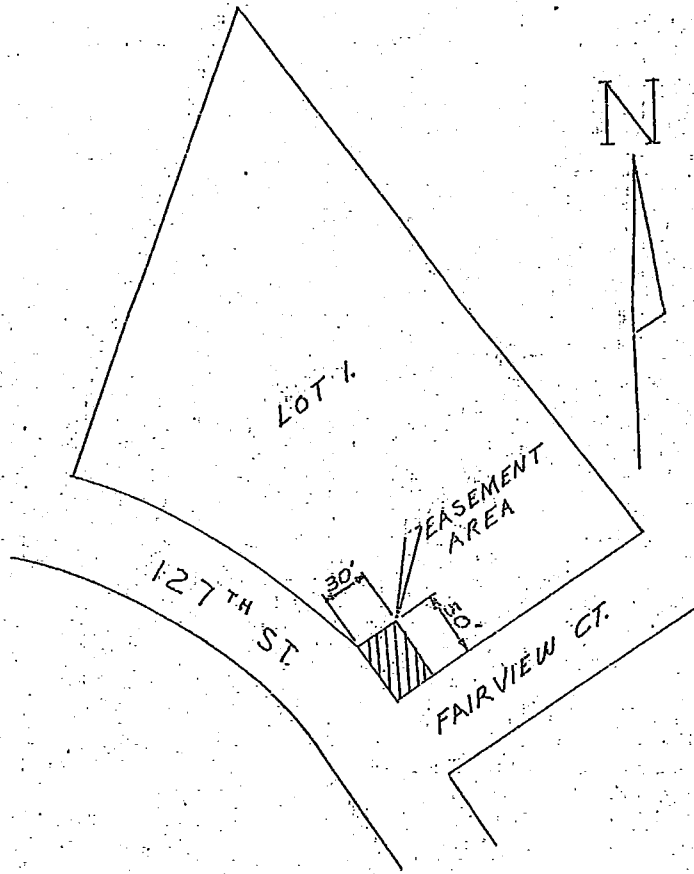 N
LOT 1.
EASEMENT
AREA
30'
50'
127TH ST.
FAIRVIEW CT.